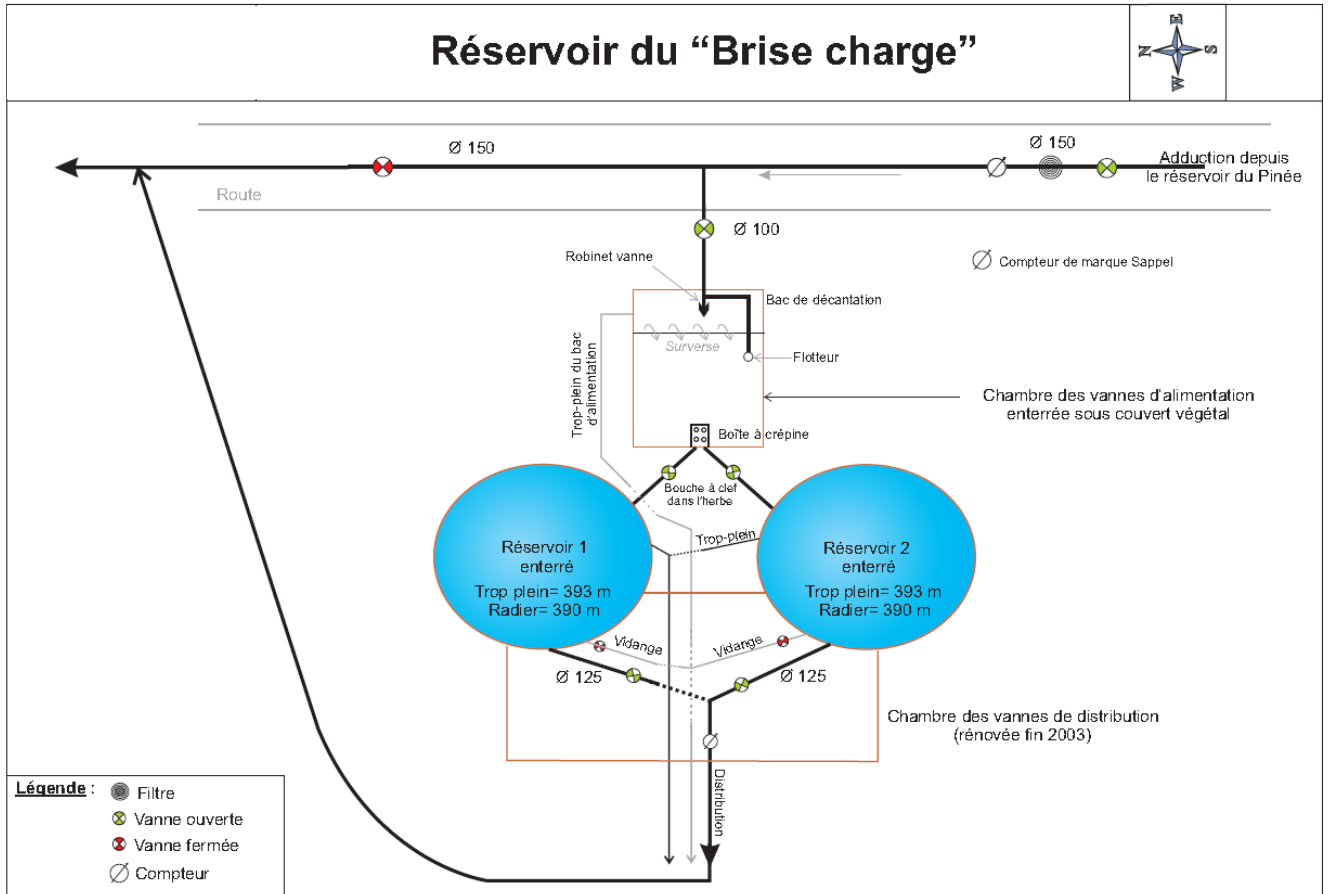 Réservoir du “Brise charge”
E
N
S
W
Ø 150
Ø 150
Adduction depuis
le réservoir du Pinée
Route
Ø 100
Robinet vanne
Compteur de marque Sappel
Bac de décantation
Surverse
Flotteur
Trop-plein du bac
d'alimentation
Chambre des vannes d'alimentation
enterrée sous couvert végétal
Boîte à crépine
Bouche à clef
dans l'herbe
Trop-plein
Réservoir 1
enterré
Trop plein= 393 m
Radier= 390 m
Réservoir 2
enterré
Trop plein= 393 m
Radier= 390 m
Vidange
Vidange
Ø 125
Ø 125
Chambre des vannes de distribution
(rénovée fin 2003)
Distribution
Légende :
Filtre
Vanne ouverte
Vanne fermée
Compteur